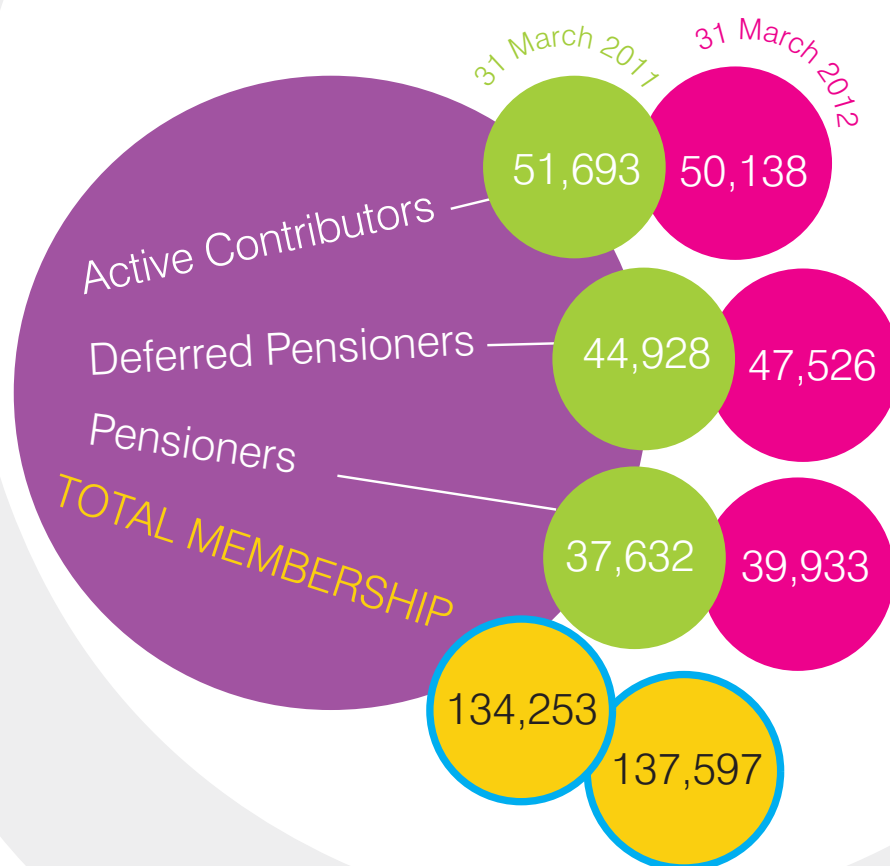 31 March 2011
31 March 2012
Active Contributors
51,693
50,138
Deferred Pensioners
44,928
47,526
Pensioners
37,632
39,933
TOTAL MEMBERSHIP
134,253
137,597